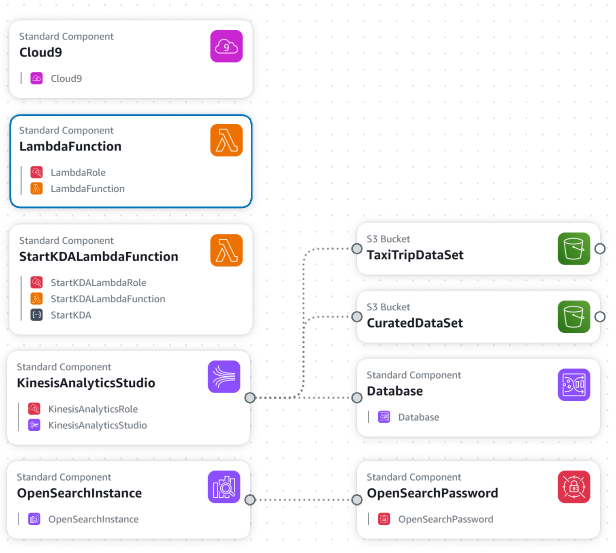 Standard Component
Cloud9
9
Cloud9
Standard Component
LambdaFunction
LambdaRole
LambdaFunction
Standard Component
StartKDALambdaFunction
StartKDALambdaRole
StartKDALambdaFunction
StartKDA
Standard Component
KinesisAnalyticsStudio
KinesisAnalyticsRole
KinesisAnalyticsStudio
Standard Component
OpenSearchInstance
OpenSearchInstance
S3 Bucket
TaxiTripDataSet
S3 Bucket
CuratedDataSet
Standard Component
Database
Database
Standard Component
OpenSearchPassword
OpenSearchPassword